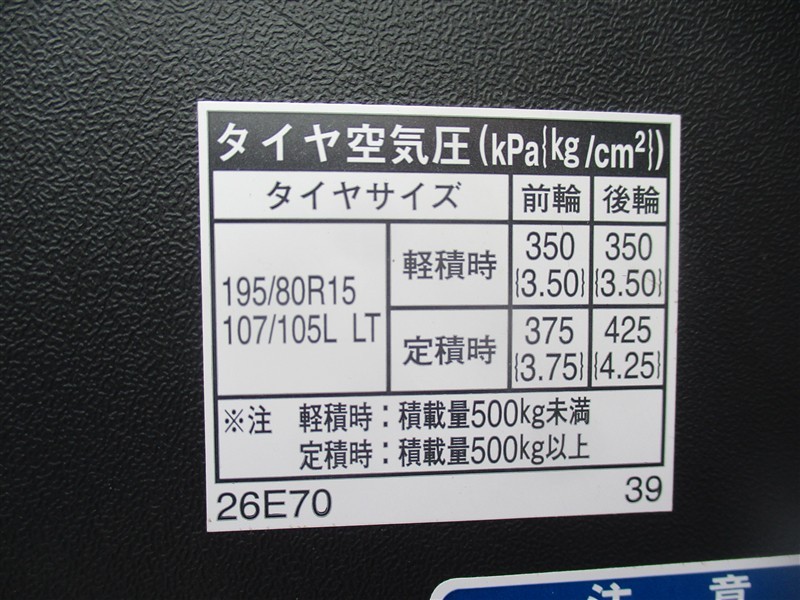 タイヤ空気圧(kPa{kg/cm²})
タイヤサイズ 前輪 後輪
195/80R15 107/105L LT 軽積時 350 {3.50} 350 {3.50}
定積時 375 {3.75} 425 {4.25}
※注 軽積時:積載量500kg未満
定積時:積載量500kg以上
26E70 39
注意